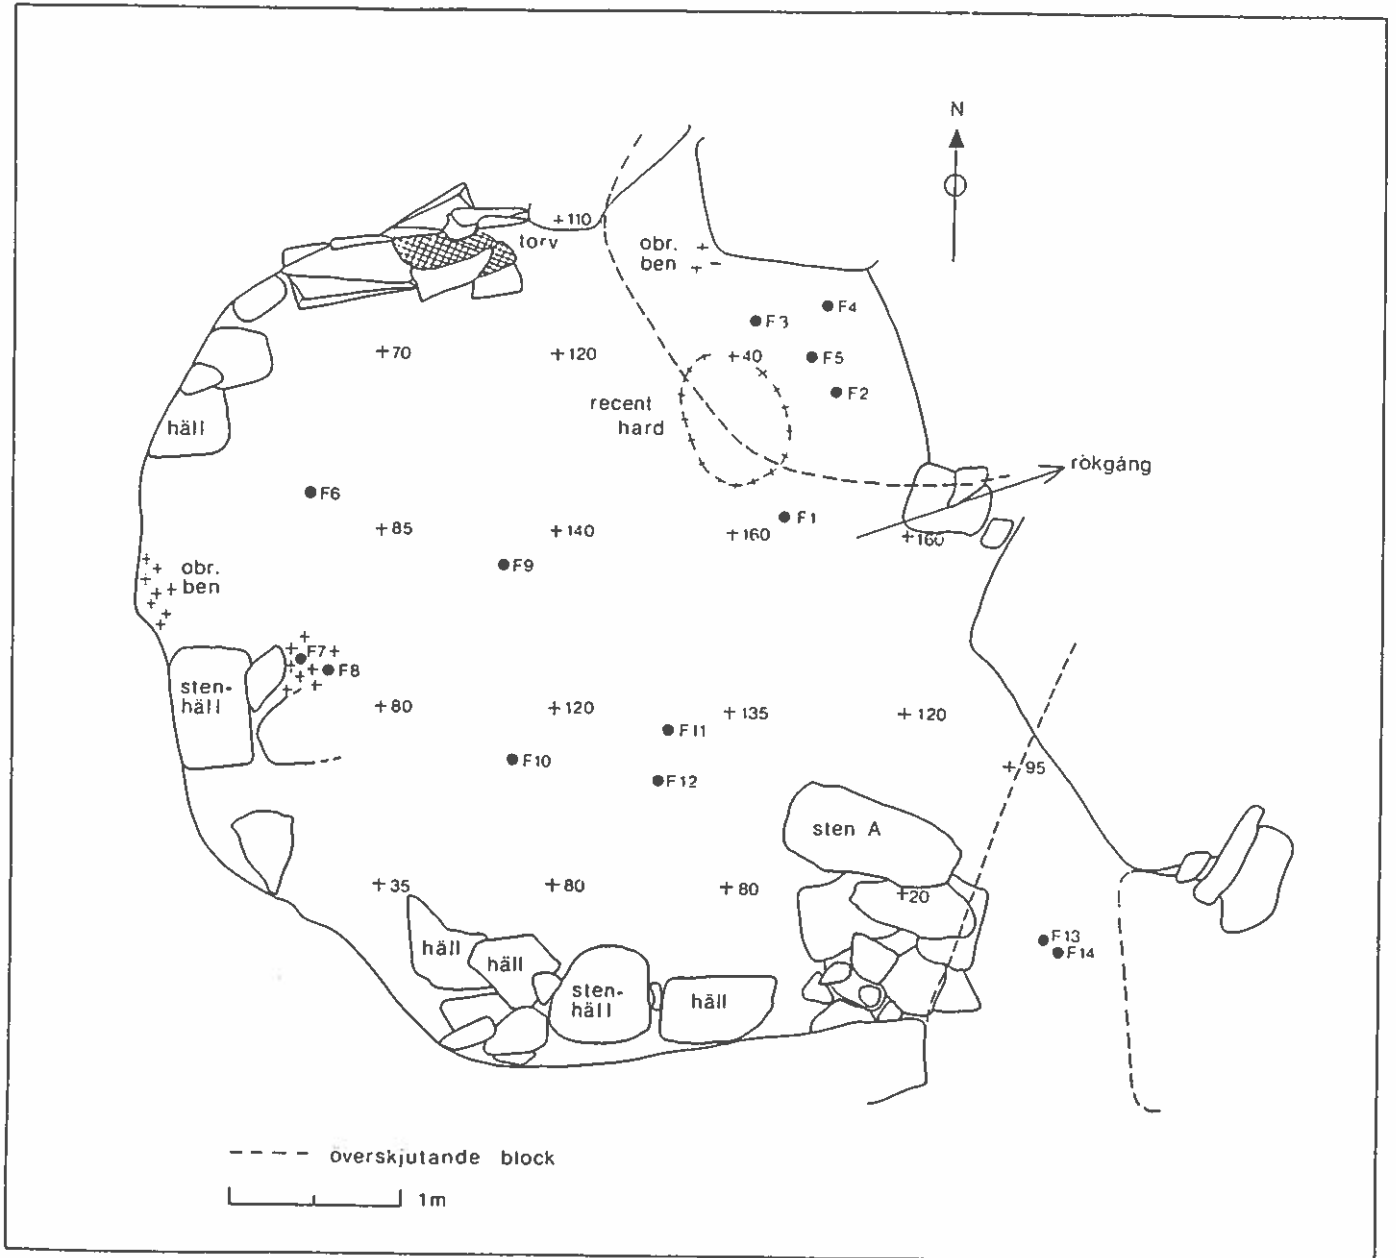 N
+110
torv
obr.
ben
F4
F3
+70
+120
+40
F5
F2
recent
hard
häll
rökgång
F6
F1
+85
+140
+160
+160
F9
obr.
ben
F7
F8
sten-
häll
+80
+120
+135
+120
F11
F10
F12
+95
sten A
+35
+80
+80
+20
F13
F14
häll
häll
sten-
häll
häll
överskjutande block
1m